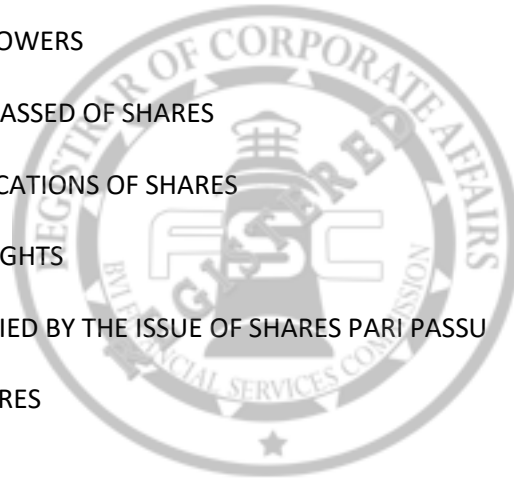 OWERS
ASSED OF SHARES
CATIONS OF SHARES
GHTS
IED BY THE ISSUE OF SHARES PARI PASSU
RES
REGISTRAR OF CORPORATE AFFAIRS
REGISTERED
FSC
BVI FINANCIAL SERVICES COMMISSION